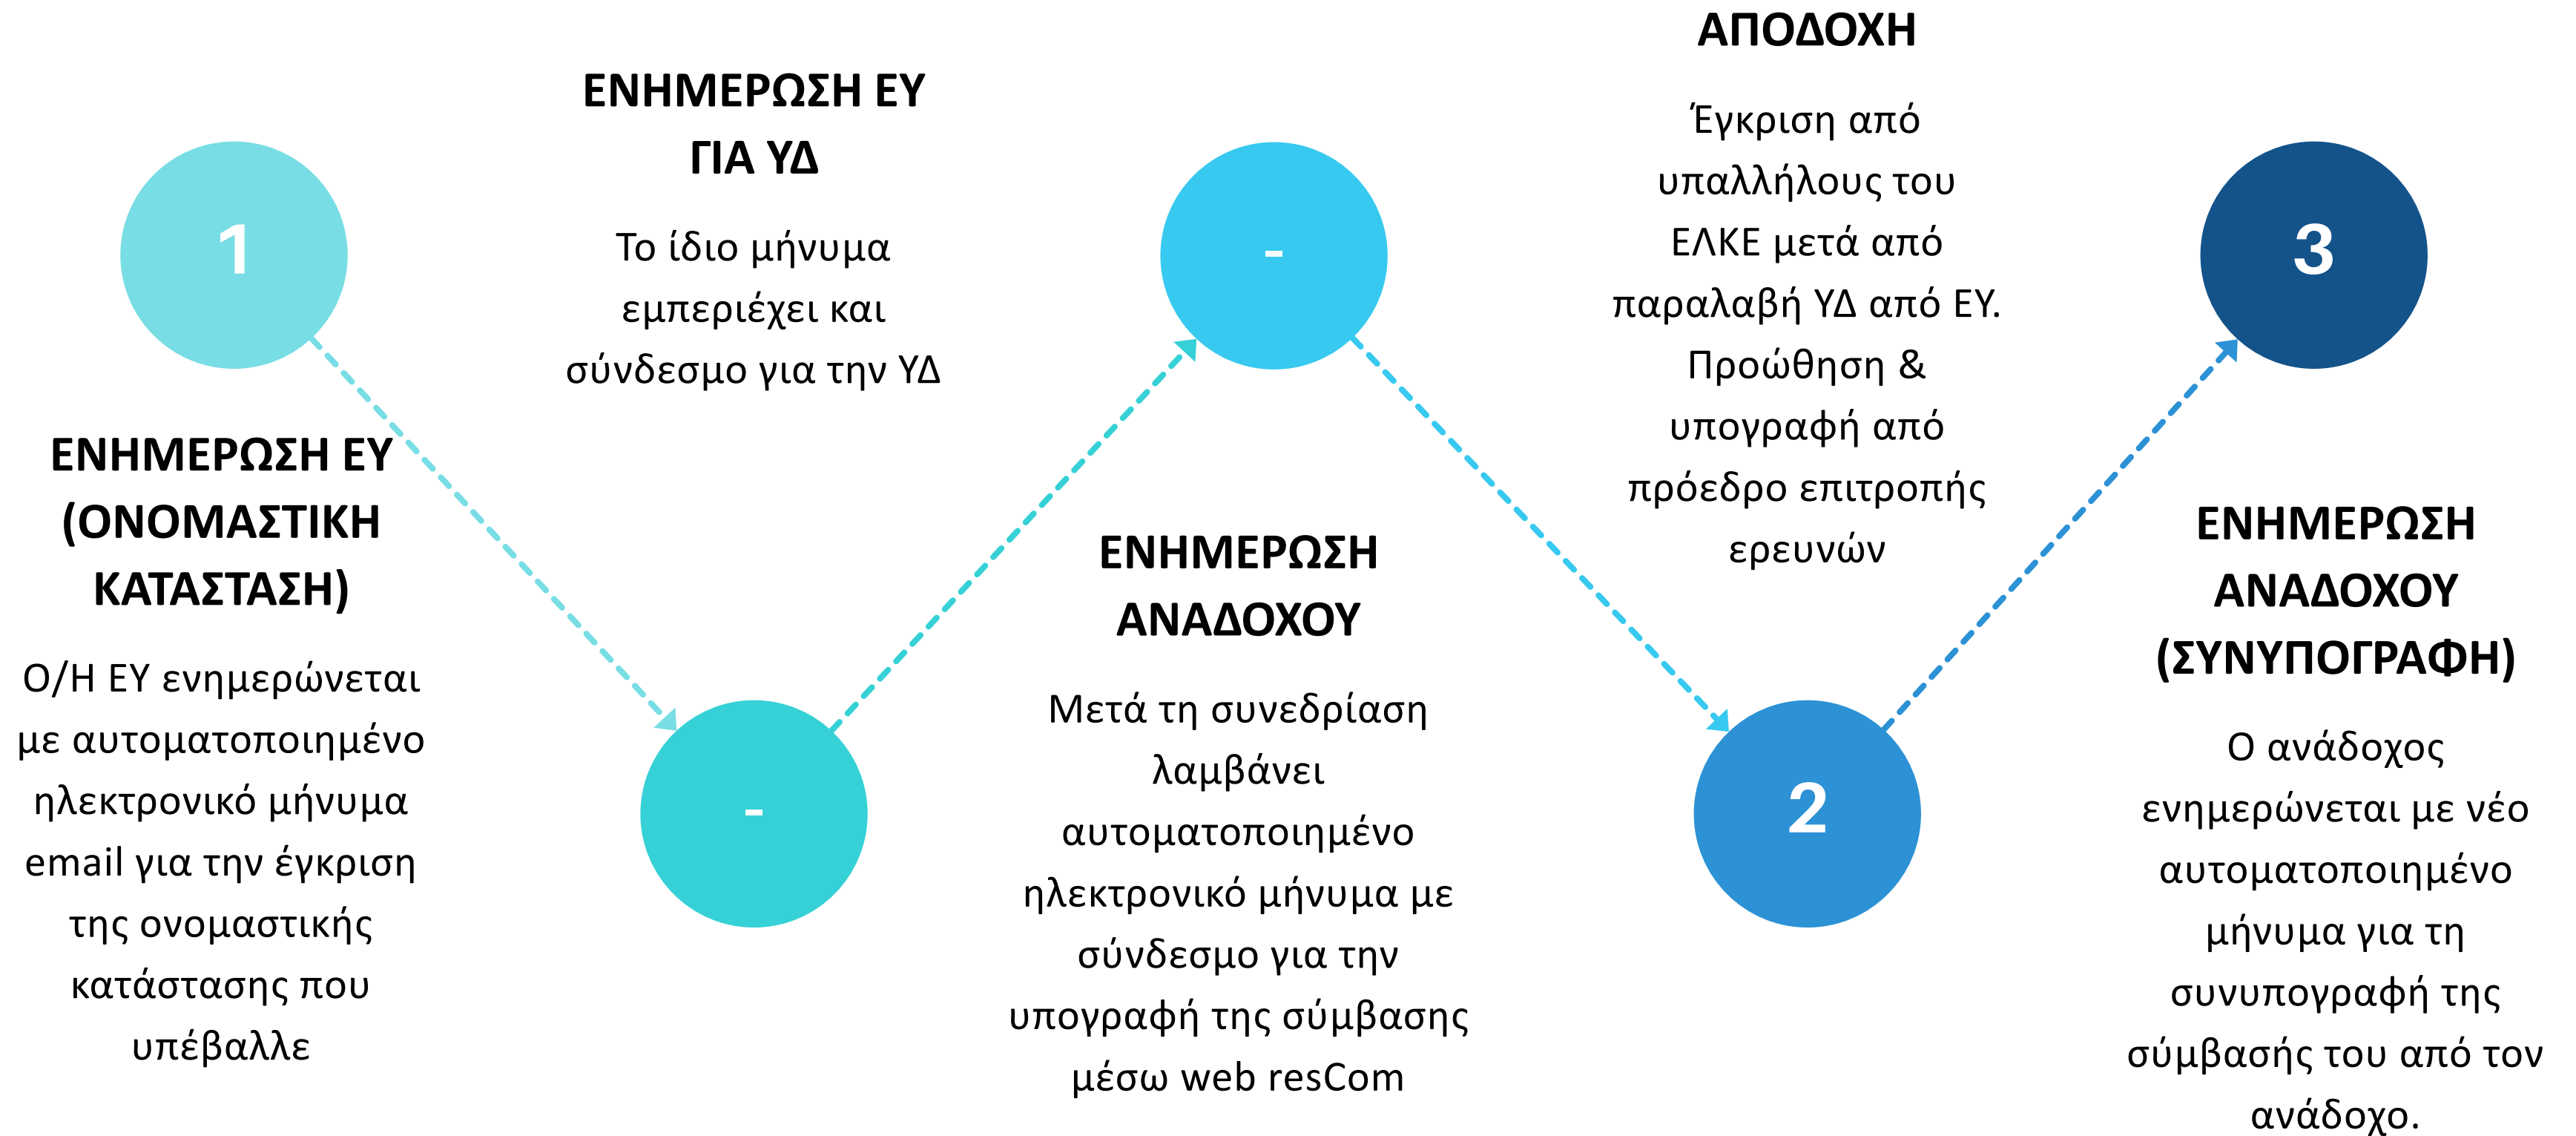 1
ΕΝΗΜΕΡΩΣΗ ΕΥ
(ΟΝΟΜΑΣΤΙΚΗ
ΚΑΤΑΣΤΑΣΗ)
Ο/Η ΕΥ ενημερώνεται
με αυτοματοποιημένο
ηλεκτρονικό μήνυμα
email για την έγκριση
της ονομαστικής
κατάστασης που
υπέβαλλε
ΕΝΗΜΕΡΩΣΗ ΕΥ
ΓΙΑ ΥΔ
Το ίδιο μήνυμα
εμπεριέχει και
σύνδεσμο για την ΥΔ
-
-
ΕΝΗΜΕΡΩΣΗ
ΑΝΑΔΟΧΟΥ
Μετά τη συνεδρίαση
λαμβάνει
αυτοματοποιημένο
ηλεκτρονικό μήνυμα με
σύνδεσμο για την
υπογραφή της σύμβασης
μέσω web resCom
ΑΠΟΔΟΧΗ
Έγκριση από
υπαλλήλους του
ΕΛΚΕ μετά από
παραλαβή ΥΔ από ΕΥ.
Προώθηση &
υπογραφή από
πρόεδρο επιτροπής
ερευνών
2
3
ΕΝΗΜΕΡΩΣΗ
ΑΝΑΔΟΧΟΥ
(ΣΥΝΥΠΟΓΡΑΦΗ)
Ο ανάδοχος
ενημερώνεται με νέο
αυτοματοποιημένο
μήνυμα για τη
συνυπογραφή της
σύμβασής του από τον
ανάδοχο.